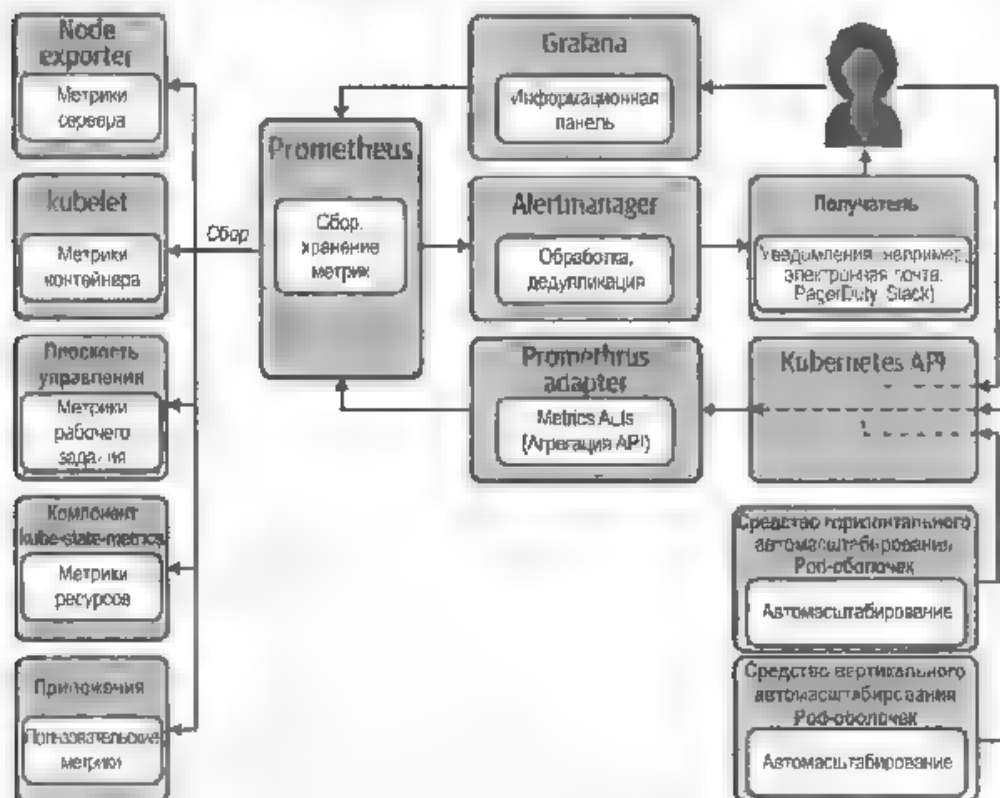 Node
exporter
Метрики
сервера
kubelet
Метрики
контейнера
Плоскость
управления
Метрики
рабочего
задания
Компонент
kube-state-metrics
Метрики
ресурсов
Приложения
Пользовательские
метрики
Сбор
Prometheus
Сбор,
хранение
метрик
Grafana
Информационная
панель
Alertmanager
Обработка,
дедупликация
Promethrus
adapter
Metrics
(Агрегация API)
Получатель
Уведомления (например,
электронная почта,
PagerDuty, Slack)
Kubernetes API
Средство горизонтального
автомасштабирования
Pod-оболочек
Автомасштабирование
Средство вертикального
автомасштабирования
Pod-оболочек
Автомасштабирование